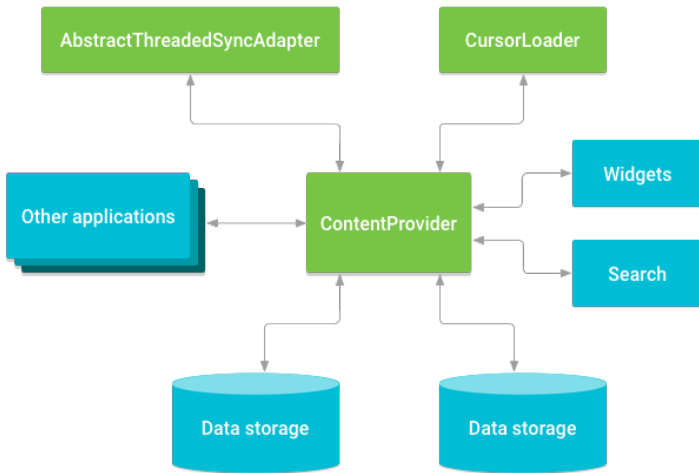 AbstractThreadedSyncAdapter
CursorLoader
Other applications
ContentProvider
Widgets
Search
Data storage
Data storage